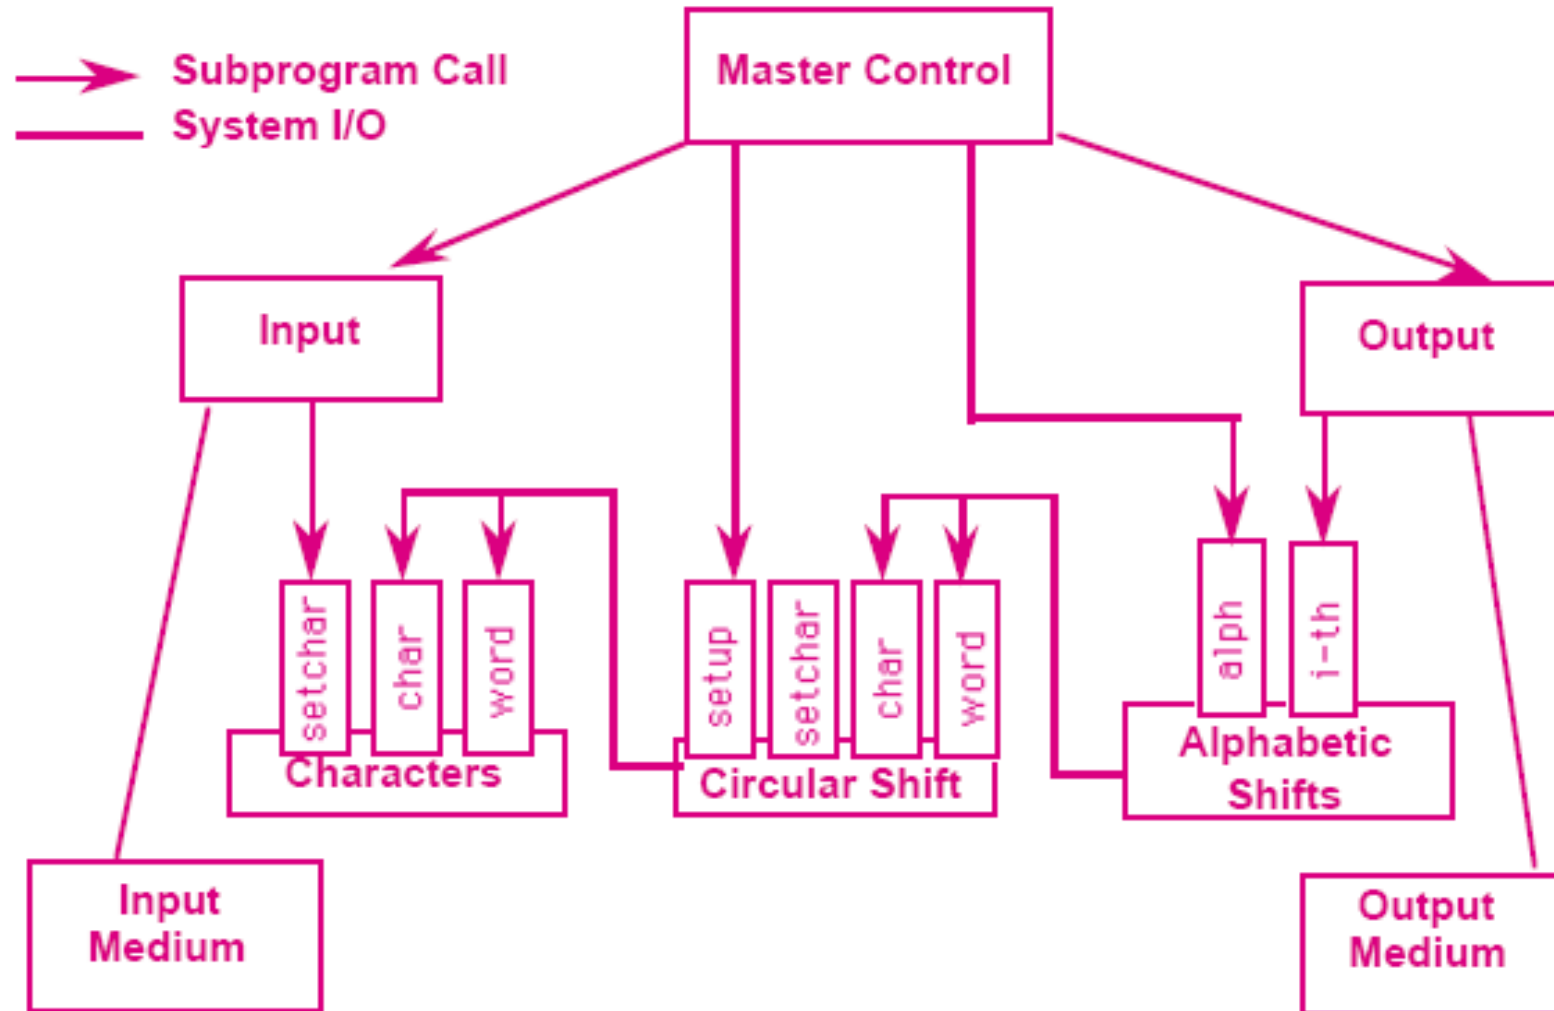 Subprogram Call
System I/O
Master Control
Input
Output
setchar
char
word
setup
setchar
char
word
alph
i-th
Characters
Circular Shift
Alphabetic
Shifts
Input
Medium
Output
Medium